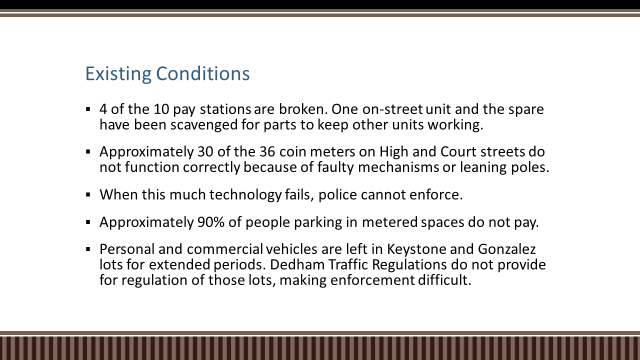 Existing Conditions
▪ 4 of the 10 pay stations are broken. One on-street unit and the spare
have been scavenged for parts to keep other units working.
▪ Approximately 30 of the 36 coin meters on High and Court streets do
not function correctly because of faulty mechanisms or leaning poles.
▪ When this much technology fails, police cannot enforce.
▪ Approximately 90% of people parking in metered spaces do not pay.
▪ Personal and commercial vehicles are left in Keystone and Gonzalez
lots for extended periods. Dedham Traffic Regulations do not provide
for regulation of those lots, making enforcement difficult.